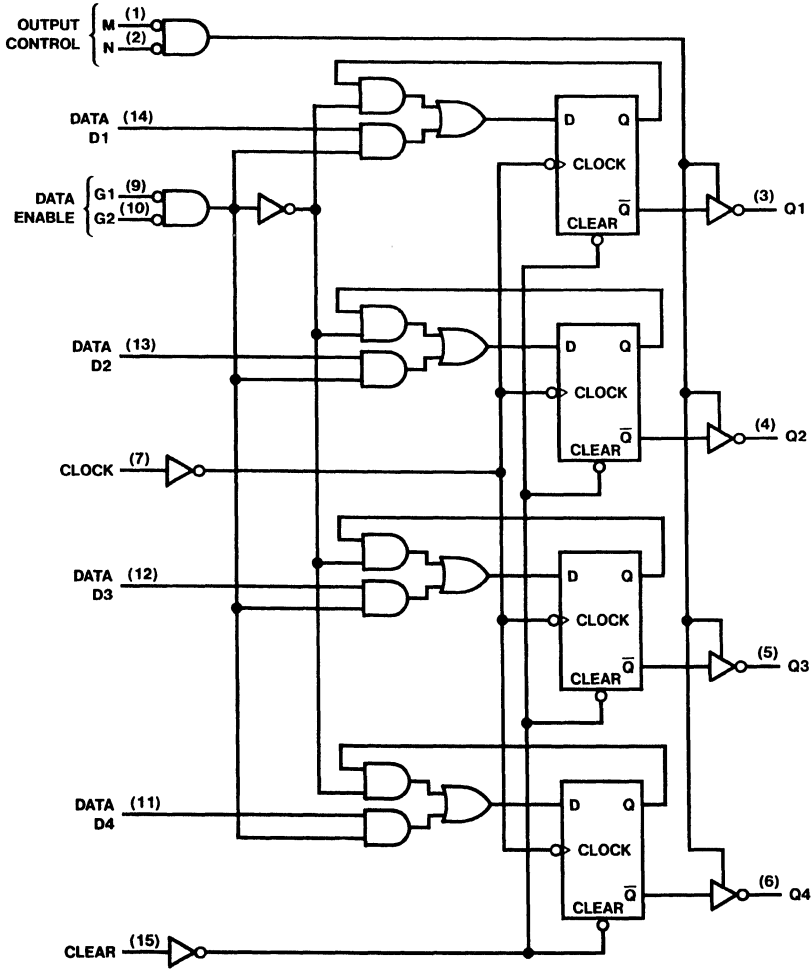 OUTPUT M (1)
CONTROL N (2)
DATA (14)
D1
D Q
CLOCK
DATA G1 (9)
ENABLE G2 (10)
Q̅ (3) Q1
CLEAR
DATA (13)
D2
D Q
CLOCK
Q̅ (4) Q2
CLEAR
CLOCK (7)
DATA (12)
D3
D Q
CLOCK
Q̅ (5) Q3
CLEAR
DATA (11)
D4
D Q
CLOCK
Q̅ (6) Q4
CLEAR
CLEAR (15)